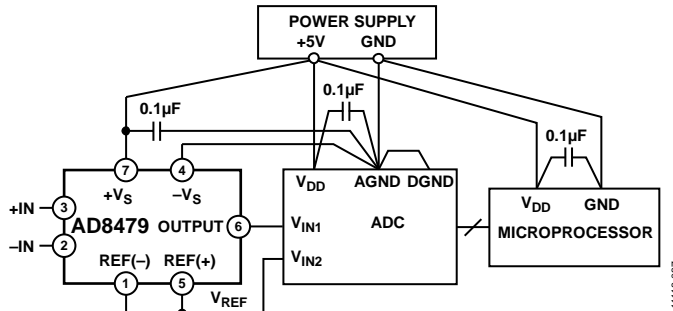 POWER SUPPLY
+5V GND
0.1µF
0.1µF
0.1µF
7 4
+VS –VS
VDD AGND DGND
VDD GND
+IN 3
AD8479 OUTPUT 6
VIN1 ADC
MICROPROCESSOR
–IN 2
VIN2
REF(–) REF(+)
1 5
VREF